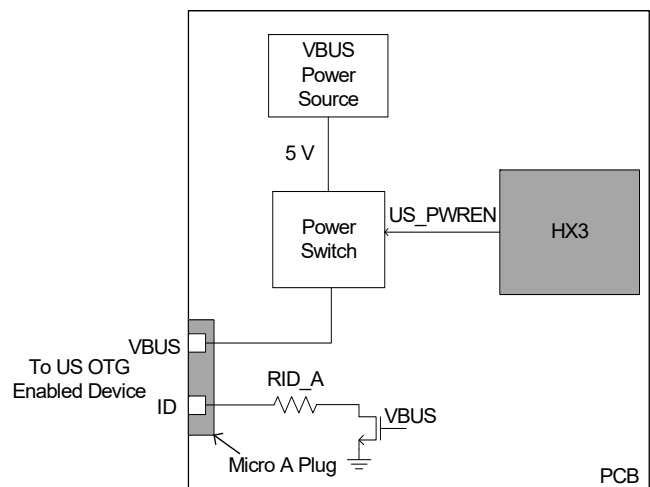 VBUS
Power
Source
5 V
US_PWREN
HX3
Power
Switch
VBUS
To US OTG
Enabled Device
RID_A
ID
VBUS
Micro A Plug
PCB